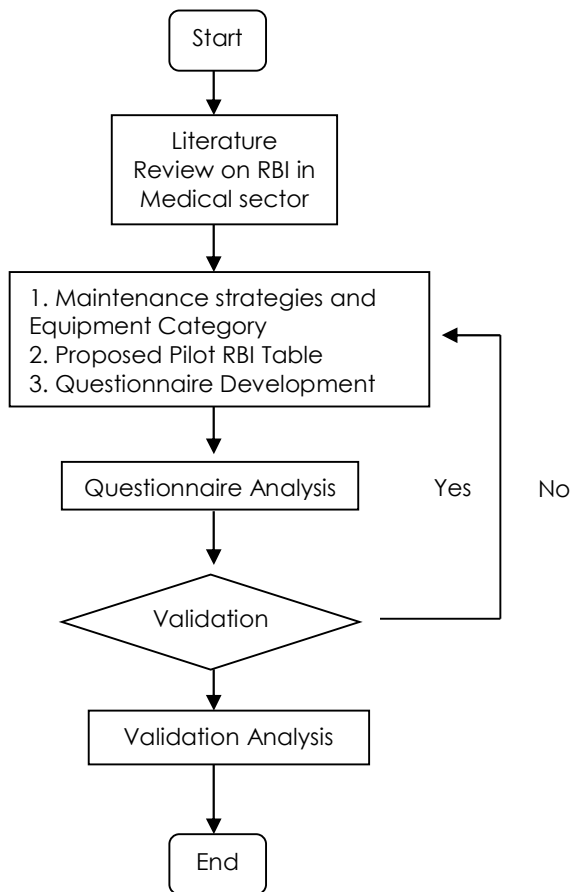 Start
Literature
Review on RBI in
Medical sector
1. Maintenance strategies and
Equipment Category
2. Proposed Pilot RBI Table
3. Questionnaire Development
Questionnaire Analysis
Yes
No
Validation
Validation Analysis
End